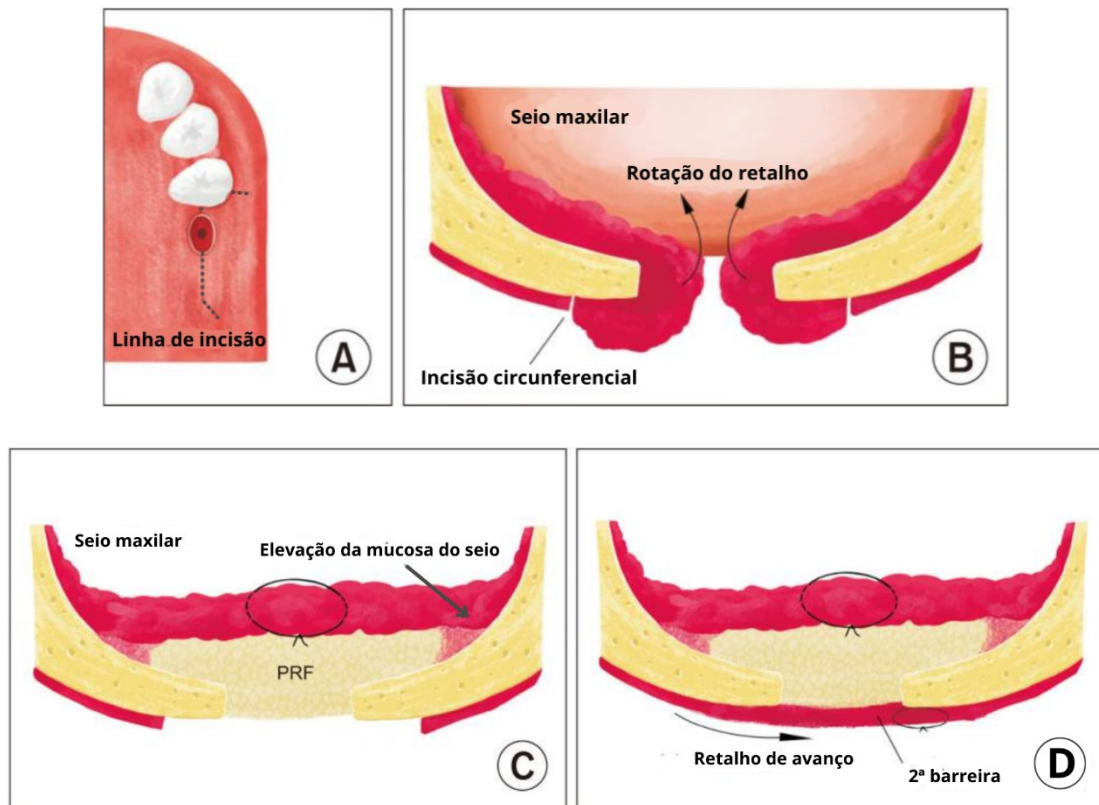 Linha de incisão
A
Seio maxilar
Rotação do retalho
Incisão circunferencial
B
Seio maxilar
Elevação da mucosa do seio
PRF
C
Retalho de avanço
2ª barreira
D